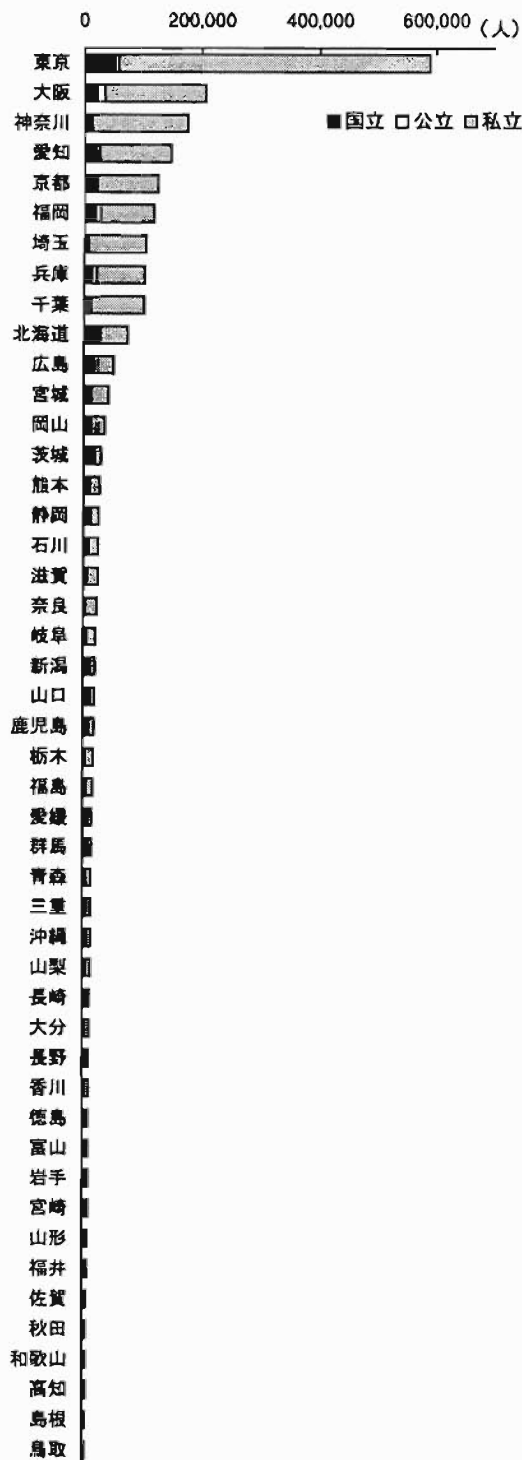 0 200,000 400,000 600,000 (人)
東京
大阪
神奈川
■国立 □公立 □私立
愛知
京都
福岡
埼玉
兵庫
千葉
北海道
広島
宮城
岡山
茨城
熊本
静岡
石川
滋賀
奈良
岐阜
新潟
山口
鹿児島
栃木
福島
愛媛
群馬
青森
三重
沖縄
山梨
長崎
大分
長野
香川
徳島
富山
岩手
宮崎
山形
福井
佐賀
秋田
和歌山
高知
島根
鳥取